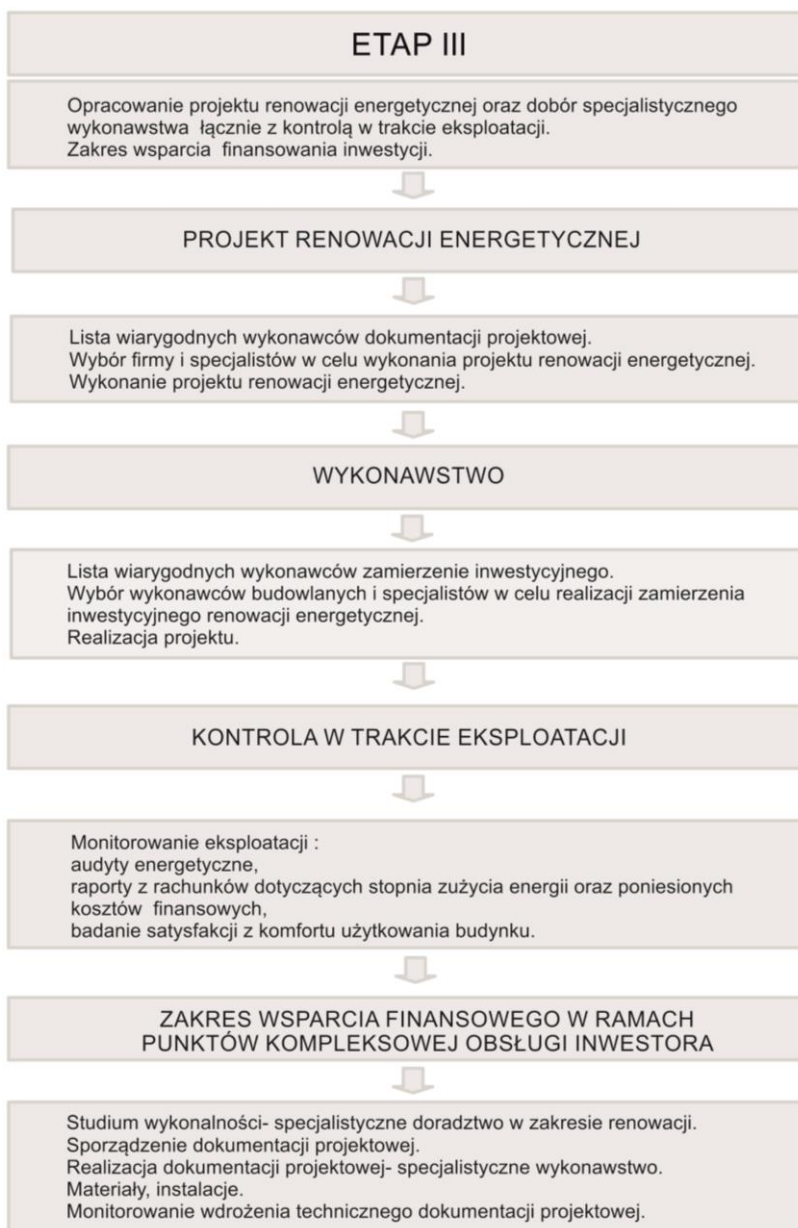 ETAP III
Opracowanie projektu renowacji energetycznej oraz dobór specjalistycznego
wykonawstwa łącznie z kontrolą w trakcie eksploatacji.
Zakres wsparcia finansowania inwestycji.
PROJEKT RENOWACJI ENERGETYCZNEJ
Lista wiarygodnych wykonawców dokumentacji projektowej.
Wybór firmy i specjalistów w celu wykonania projektu renowacji energetycznej.
Wykonanie projektu renowacji energetycznej.
WYKONAWSTWO
Lista wiarygodnych wykonawców zamierzenie inwestycyjnego.
Wybór wykonawców budowlanych i specjalistów w celu realizacji zamierzenia
inwestycyjnego renowacji energetycznej.
Realizacja projektu.
KONTROLA W TRAKCIE EKSPLOATACJI
Monitorowanie eksploatacji :
audyty energetyczne,
raporty z rachunków dotyczących stopnia zużycia energii oraz poniesionych
kosztów finansowych,
badanie satysfakcji z komfortu użytkowania budynku.
ZAKRES WSPARCIA FINANSOWEGO W RAMACH
PUNKTÓW KOMPLEKSOWEJ OBSŁUGI INWESTORA
Studium wykonalności- specjalistyczne doradztwo w zakresie renowacji.
Sporządzenie dokumentacji projektowej.
Realizacja dokumentacji projektowej- specjalistyczne wykonawstwo.
Materiały, instalacje.
Monitorowanie wdrożenia technicznego dokumentacji projektowej.